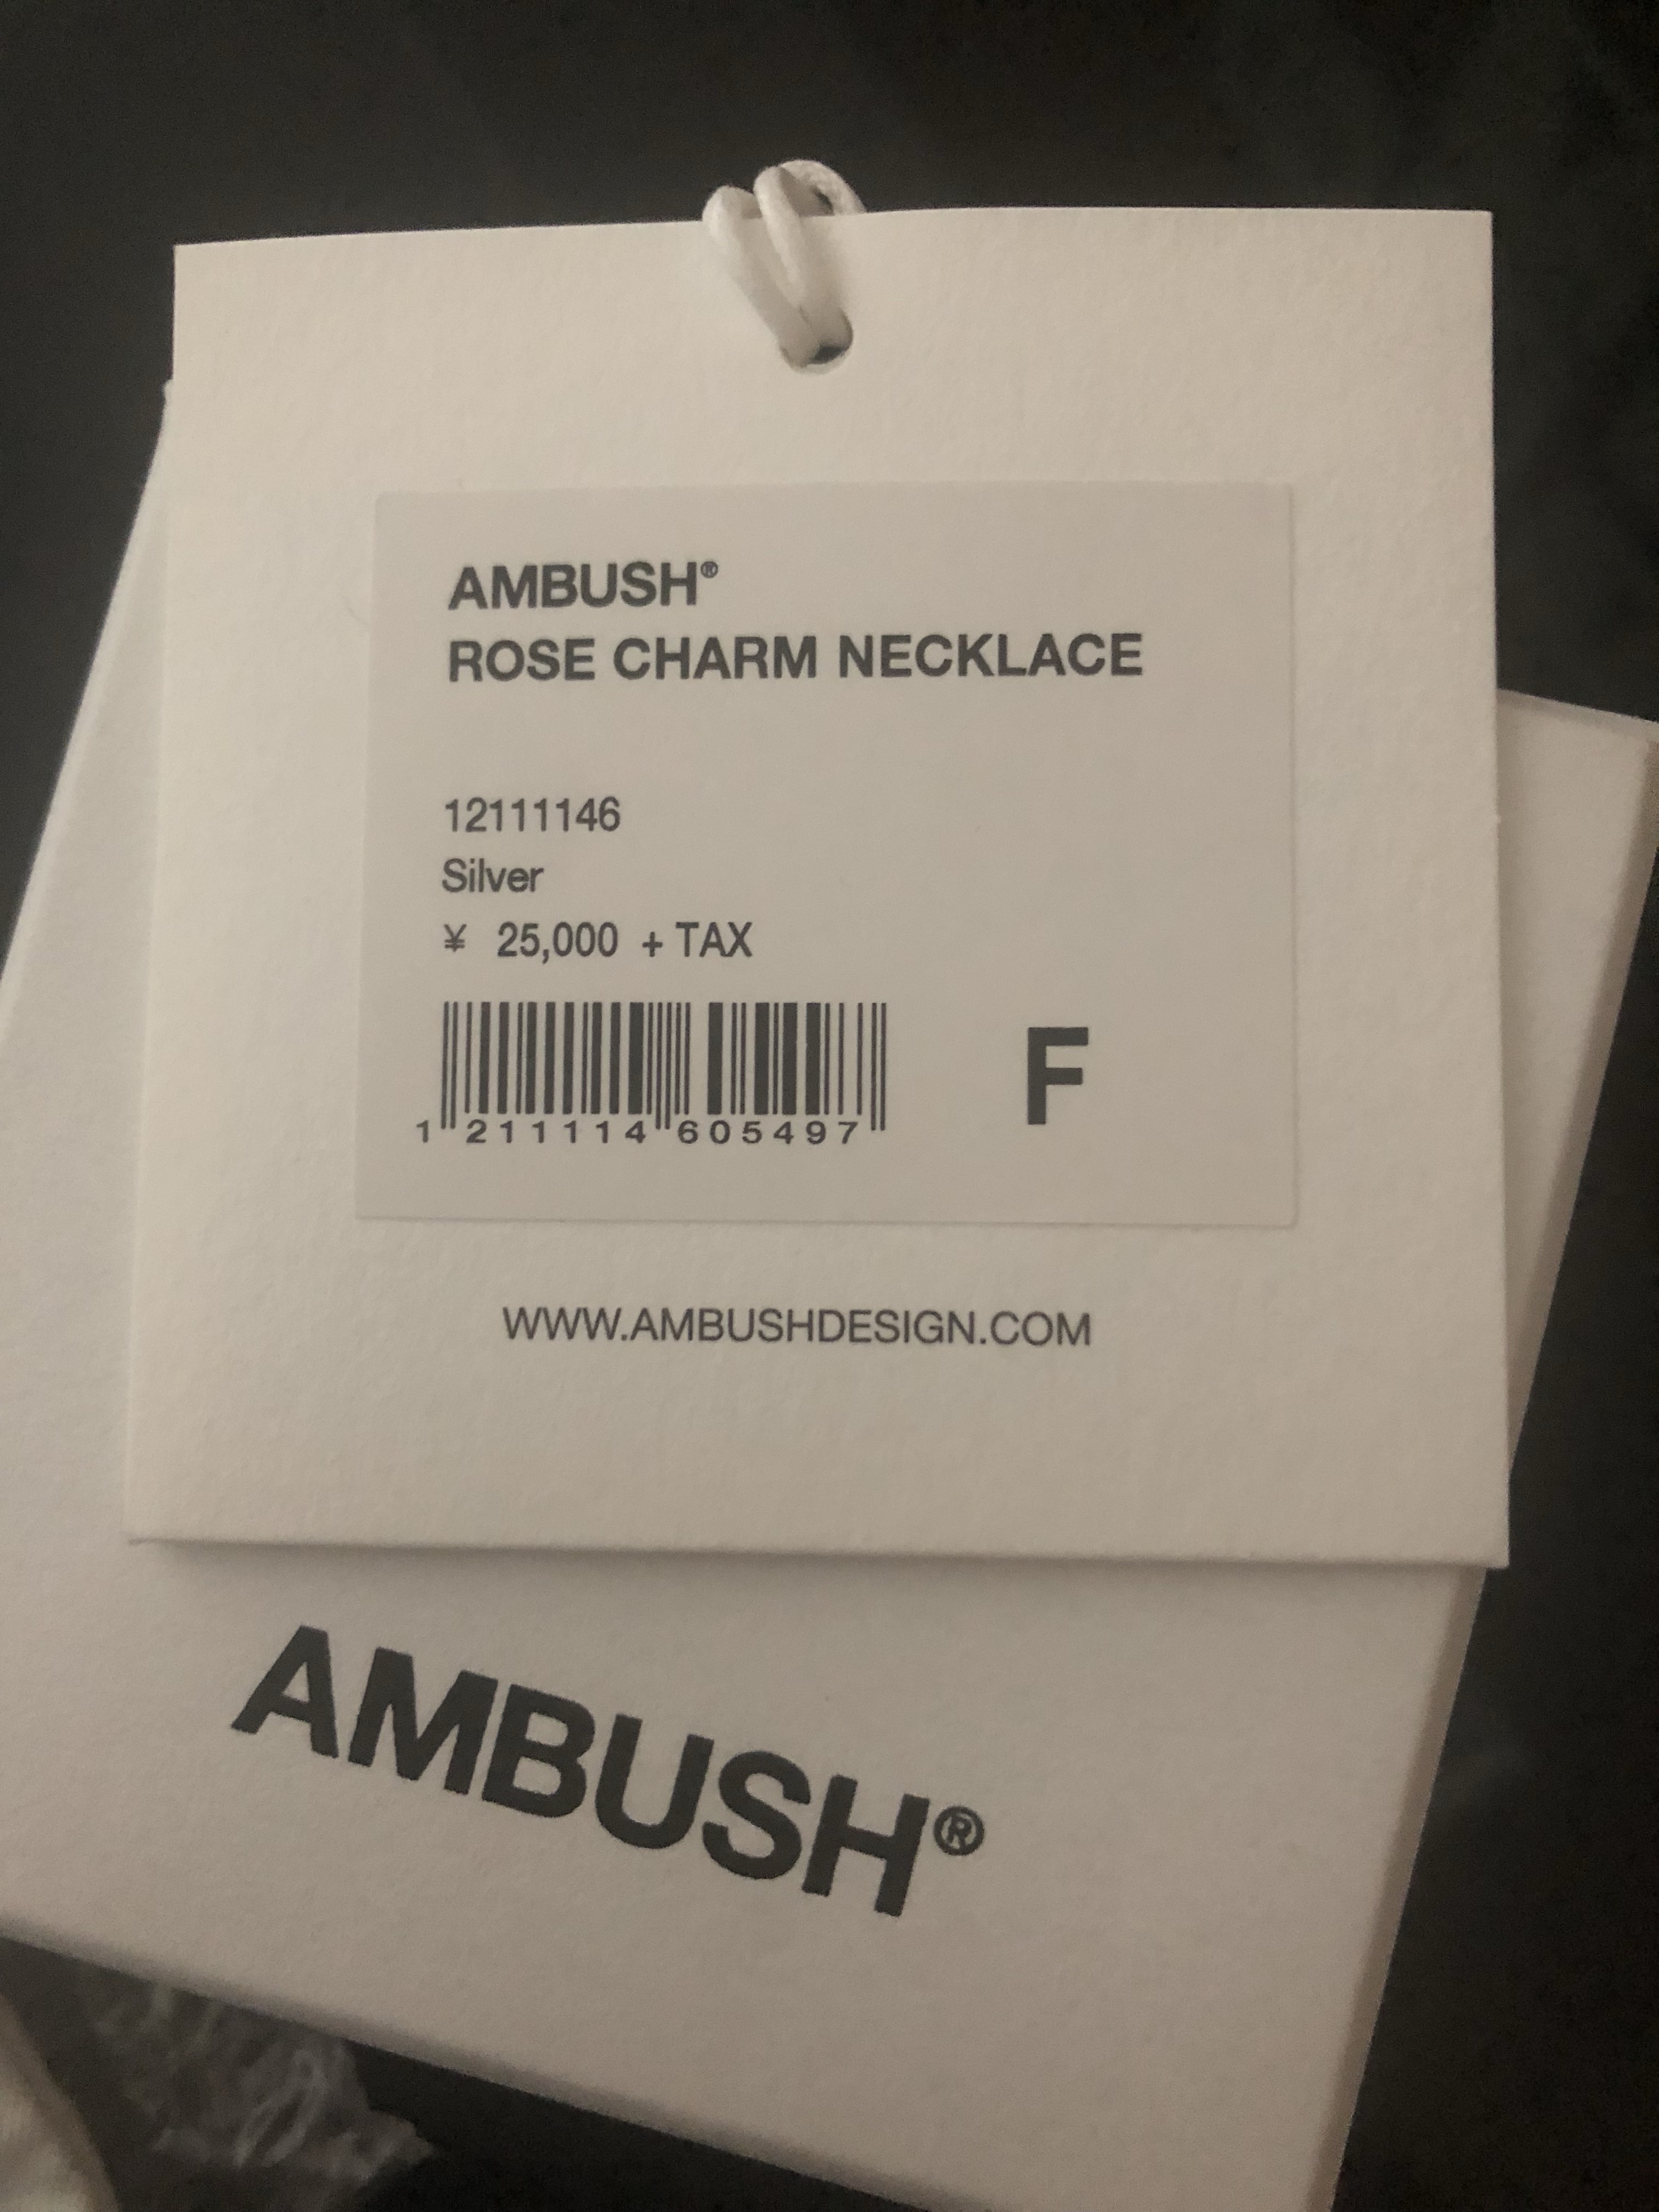 AMBUSH®
ROSE CHARM NECKLACE
12111146
Silver
¥ 25,000 + TAX
1 211114 605497
F
WWW.AMBUSHDESIGN.COM
AMBUSH®